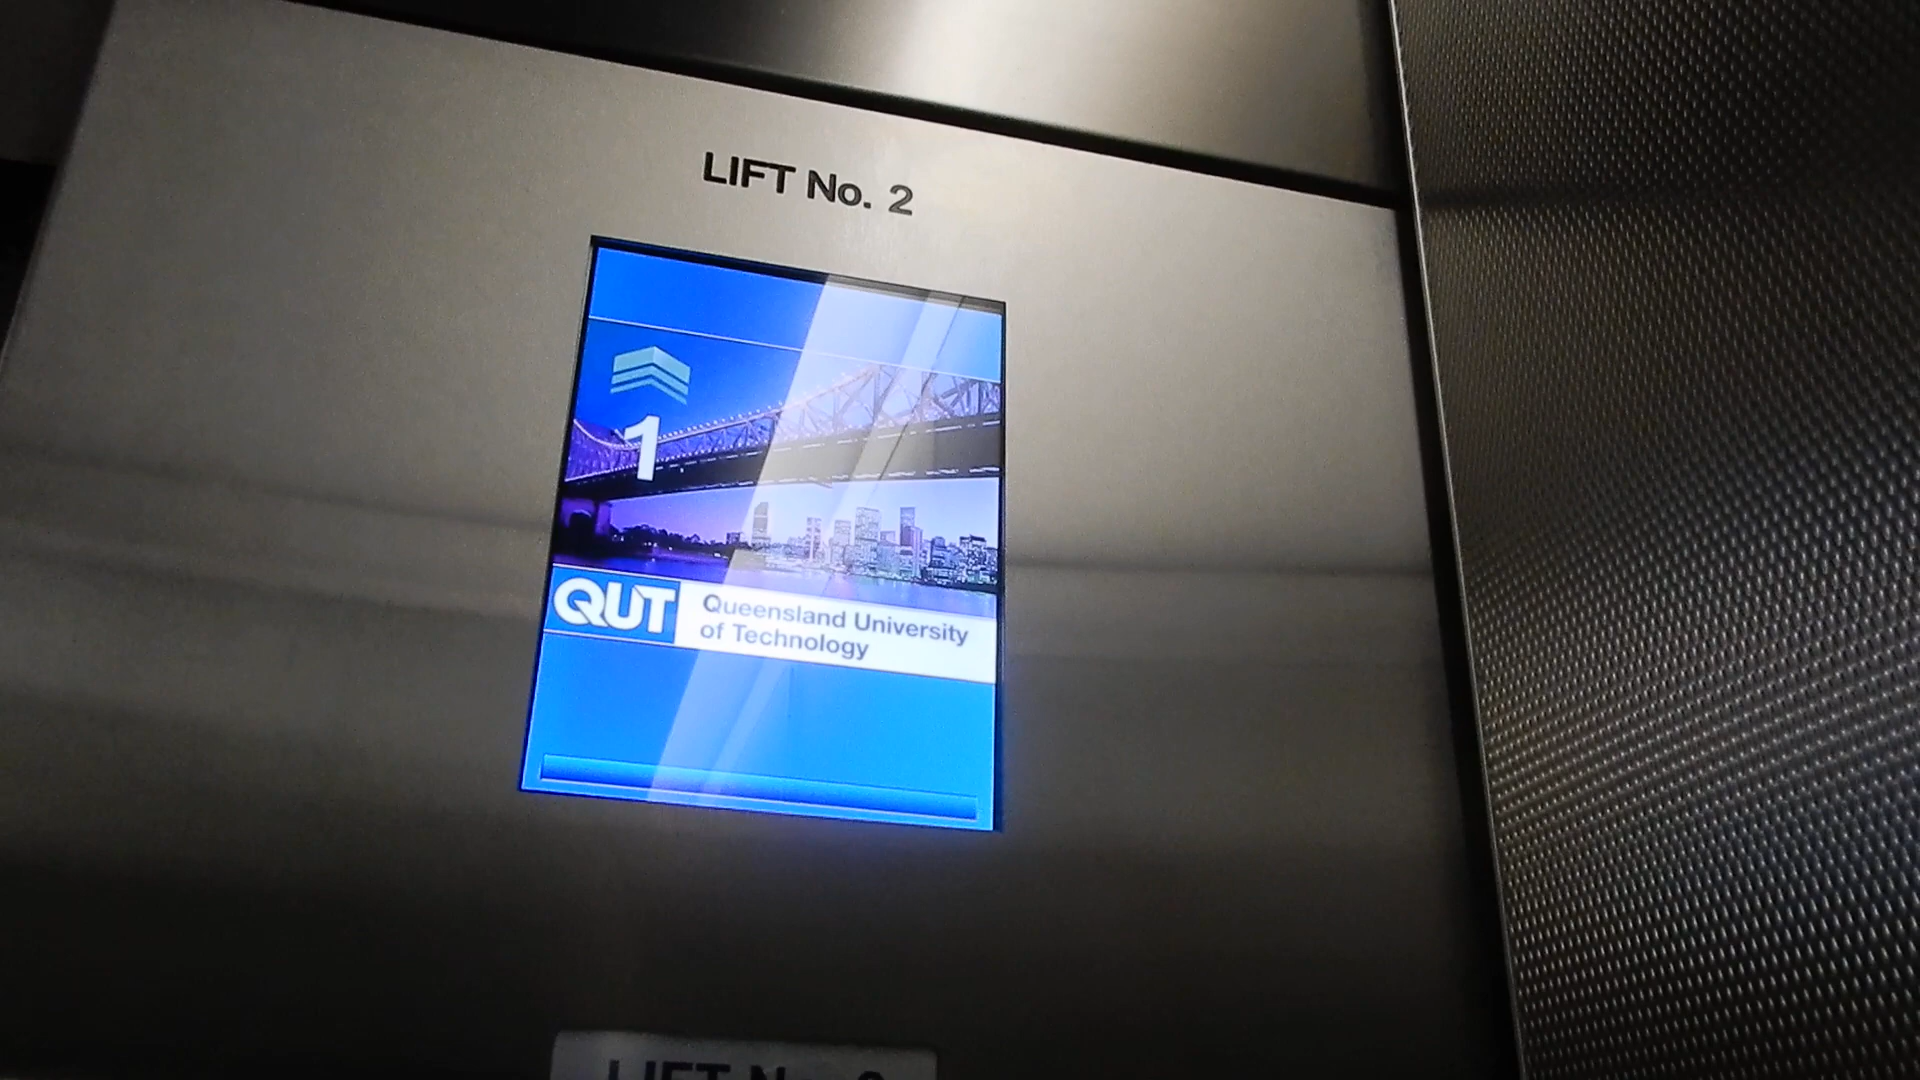 LIFT No. 2
1
QUT
Queensland University
of Technology
LIFT No. 2